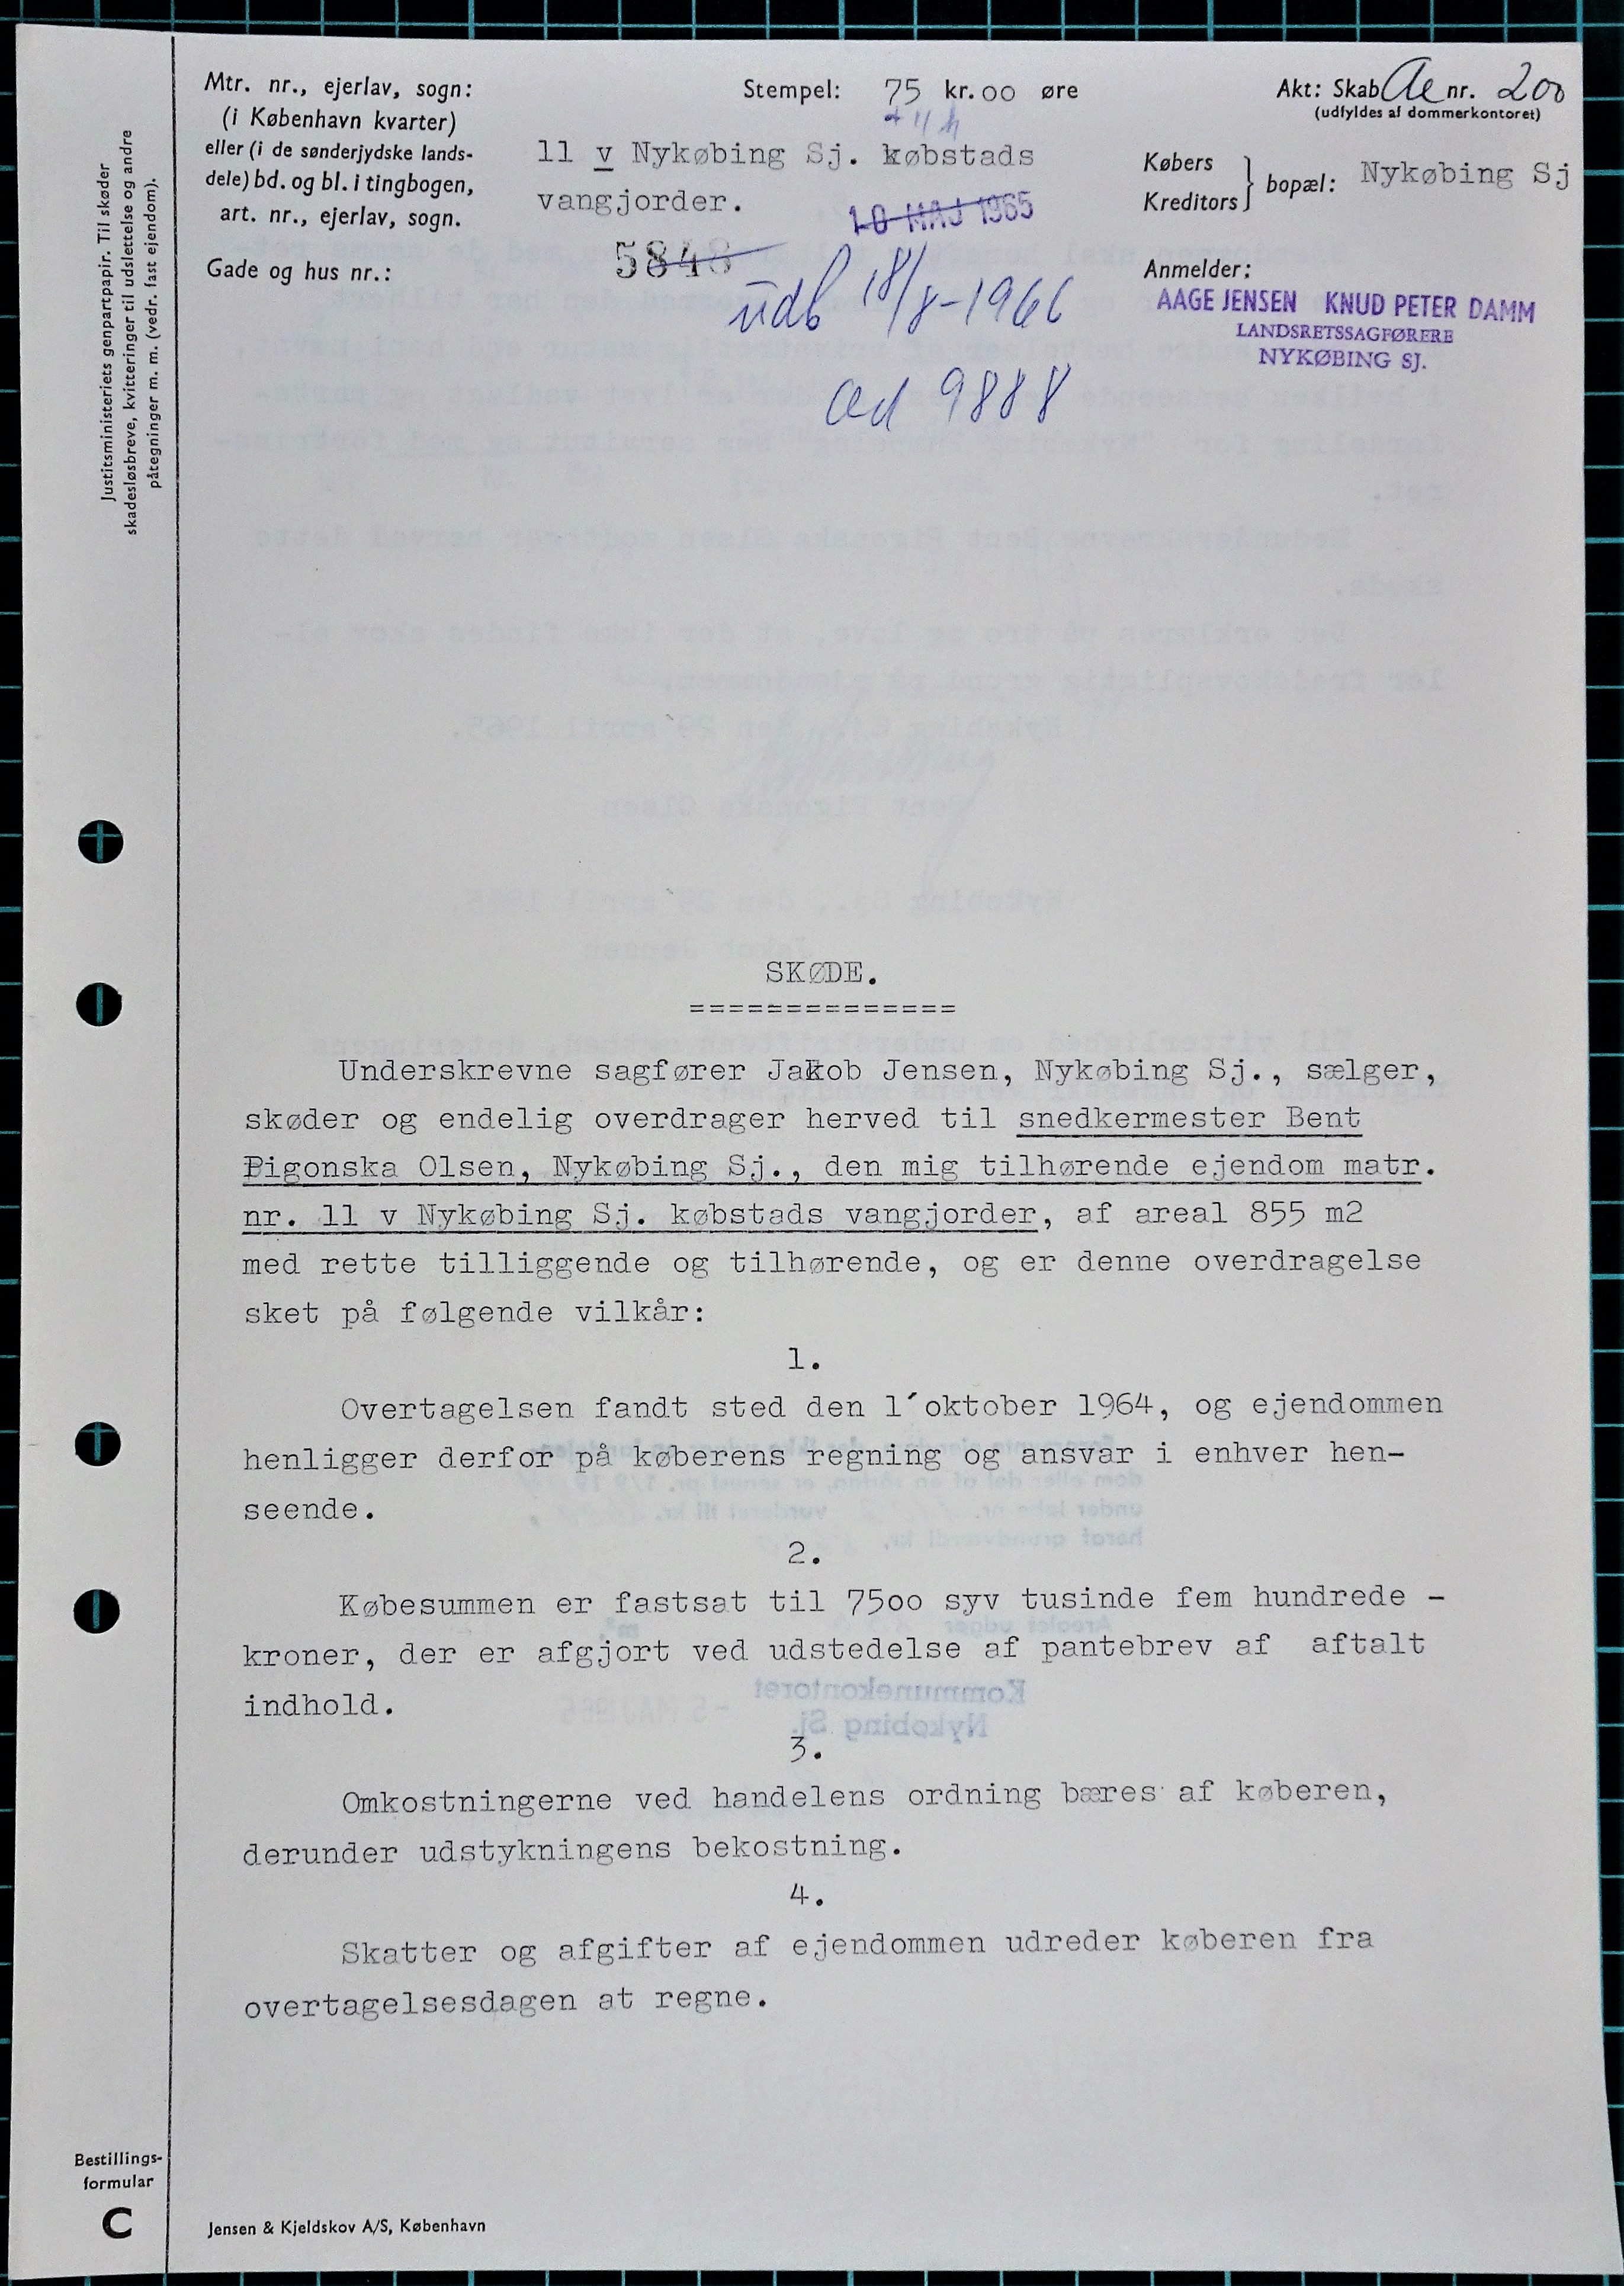 Mtr. nr., ejerlav, sogn:
(i København kvarter)
eller (i de sønderjydske lands-
dele) bd. og bl. i tingbogen,
art. nr., ejerlav, sogn.
Gade og hus nr.:
Stempel: 75 kr. 00 øre
11 v Nykøbing Sj. købstads
vangjorder.
10 MAJ 1965
5848
udb 18/8-1966
ad 9888
Akt: Skab Ae nr. 200
(udfyldes af dommerkontoret)
Købers
Kreditors } bopæl: Nykøbing Sj
Anmelder:
AAGE JENSEN KNUD PETER DAMM
LANDSRETSSAGFØRERE
NYKØBING SJ.
Justitsministeriets genpartpapir. Til skøder
skadesløsbreve, kvitteringer til udslettelse og andre
påtegninger m. m. (vedr. fast ejendom).
SKØDE.
==============
Underskrevne sagfører Jakob Jensen, Nykøbing Sj., sælger,
skøder og endelig overdrager herved til snedkermester Bent
Pigonska Olsen, Nykøbing Sj., den mig tilhørende ejendom matr.
nr. 11 v Nykøbing Sj. købstads vangjorder, af areal 855 m2
med rette tilliggende og tilhørende, og er denne overdragelse
sket på følgende vilkår:
1.
Overtagelsen fandt sted den 1´oktober 1964, og ejendommen
henligger derfor på køberens regning og ansvar i enhver hen-
seende.
2.
Købesummen er fastsat til 7500 syv tusinde fem hundrede -
kroner, der er afgjort ved udstedelse af pantebrev af aftalt
indhold.
3.
Omkostningerne ved handelens ordning bæres af køberen,
derunder udstykningens bekostning.
4.
Skatter og afgifter af ejendommen udreder køberen fra
overtagelsesdagen at regne.
Bestillings-
formular
C
Jensen & Kjeldskov A/S, København